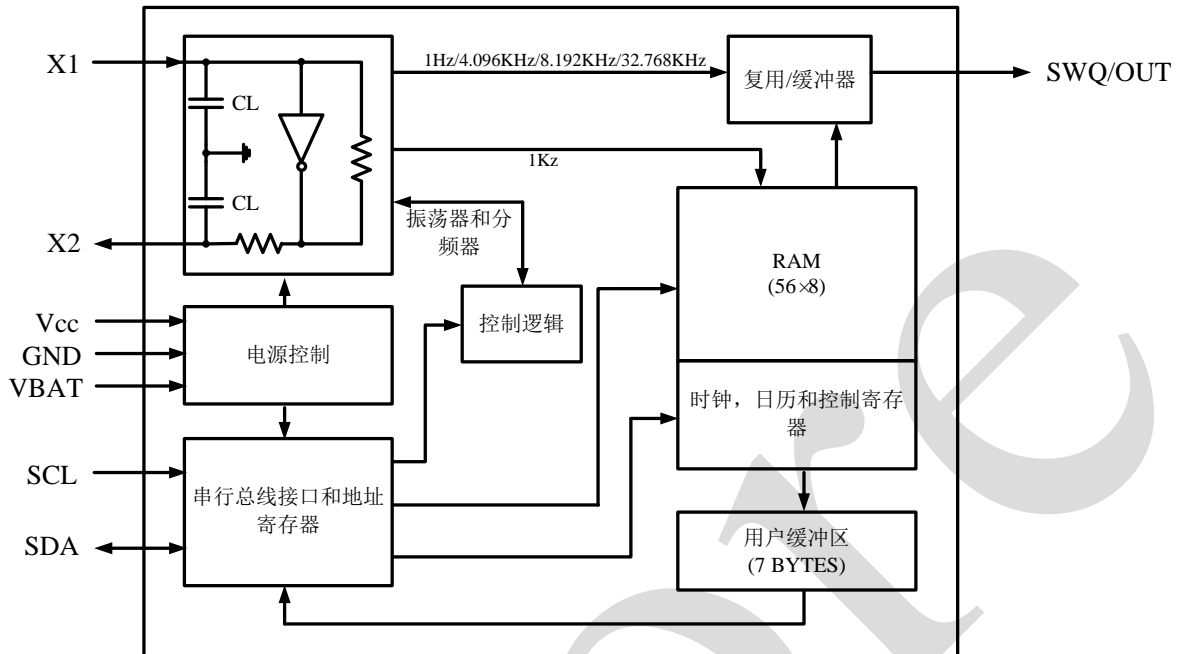 X1
CL
CL
X2
1Hz/4.096KHz/8.192KHz/32.768KHz
复用/缓冲器
SWQ/OUT
1Kz
振荡器和分
频器
RAM
(56×8)
控制逻辑
Vcc
GND
VBAT
电源控制
时钟，日历和控制寄存
器
SCL
SDA
串行总线接口和地址
寄存器
用户缓冲区
(7 BYTES)
ore